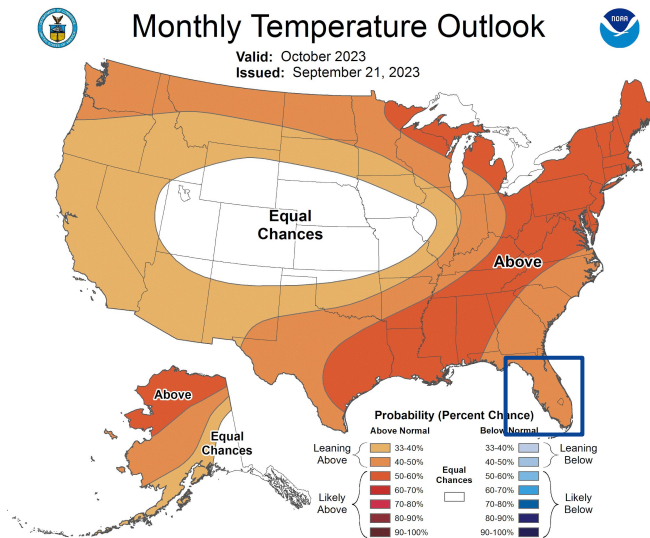 Monthly Temperature Outlook
NOAA
Valid: October 2023
Issued: September 21, 2023
Equal
Chances
Above
Above
Equal
Chances
Probability (Percent Chance)
Above Normal
Below Normal
Leaning
Above
33-40%
40-50%
Likely
Above
50-60%
60-70%
70-80%
80-90%
90-100%
Equal
Chances
33-40%
40-50%
Leaning
Below
50-60%
60-70%
70-80%
80-90%
90-100%
Likely
Below